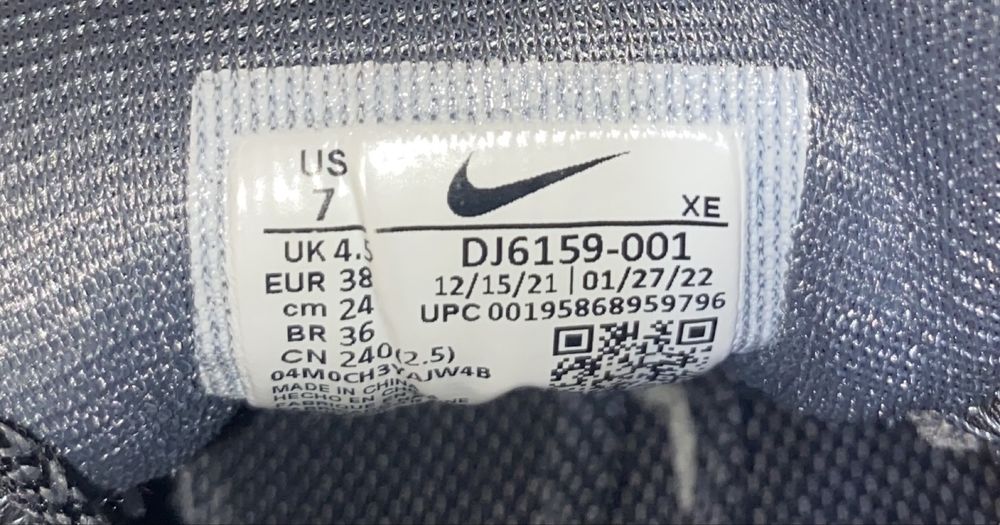 US
7
XE
UK 4.5
EUR 38
cm 24
BR 36
CN 240(2.5)
DJ6159-001
12/15/21 | 01/27/22
UPC 00195868959796
04M0CH3YAJW4B
MADE IN CHINA
HECHO EN